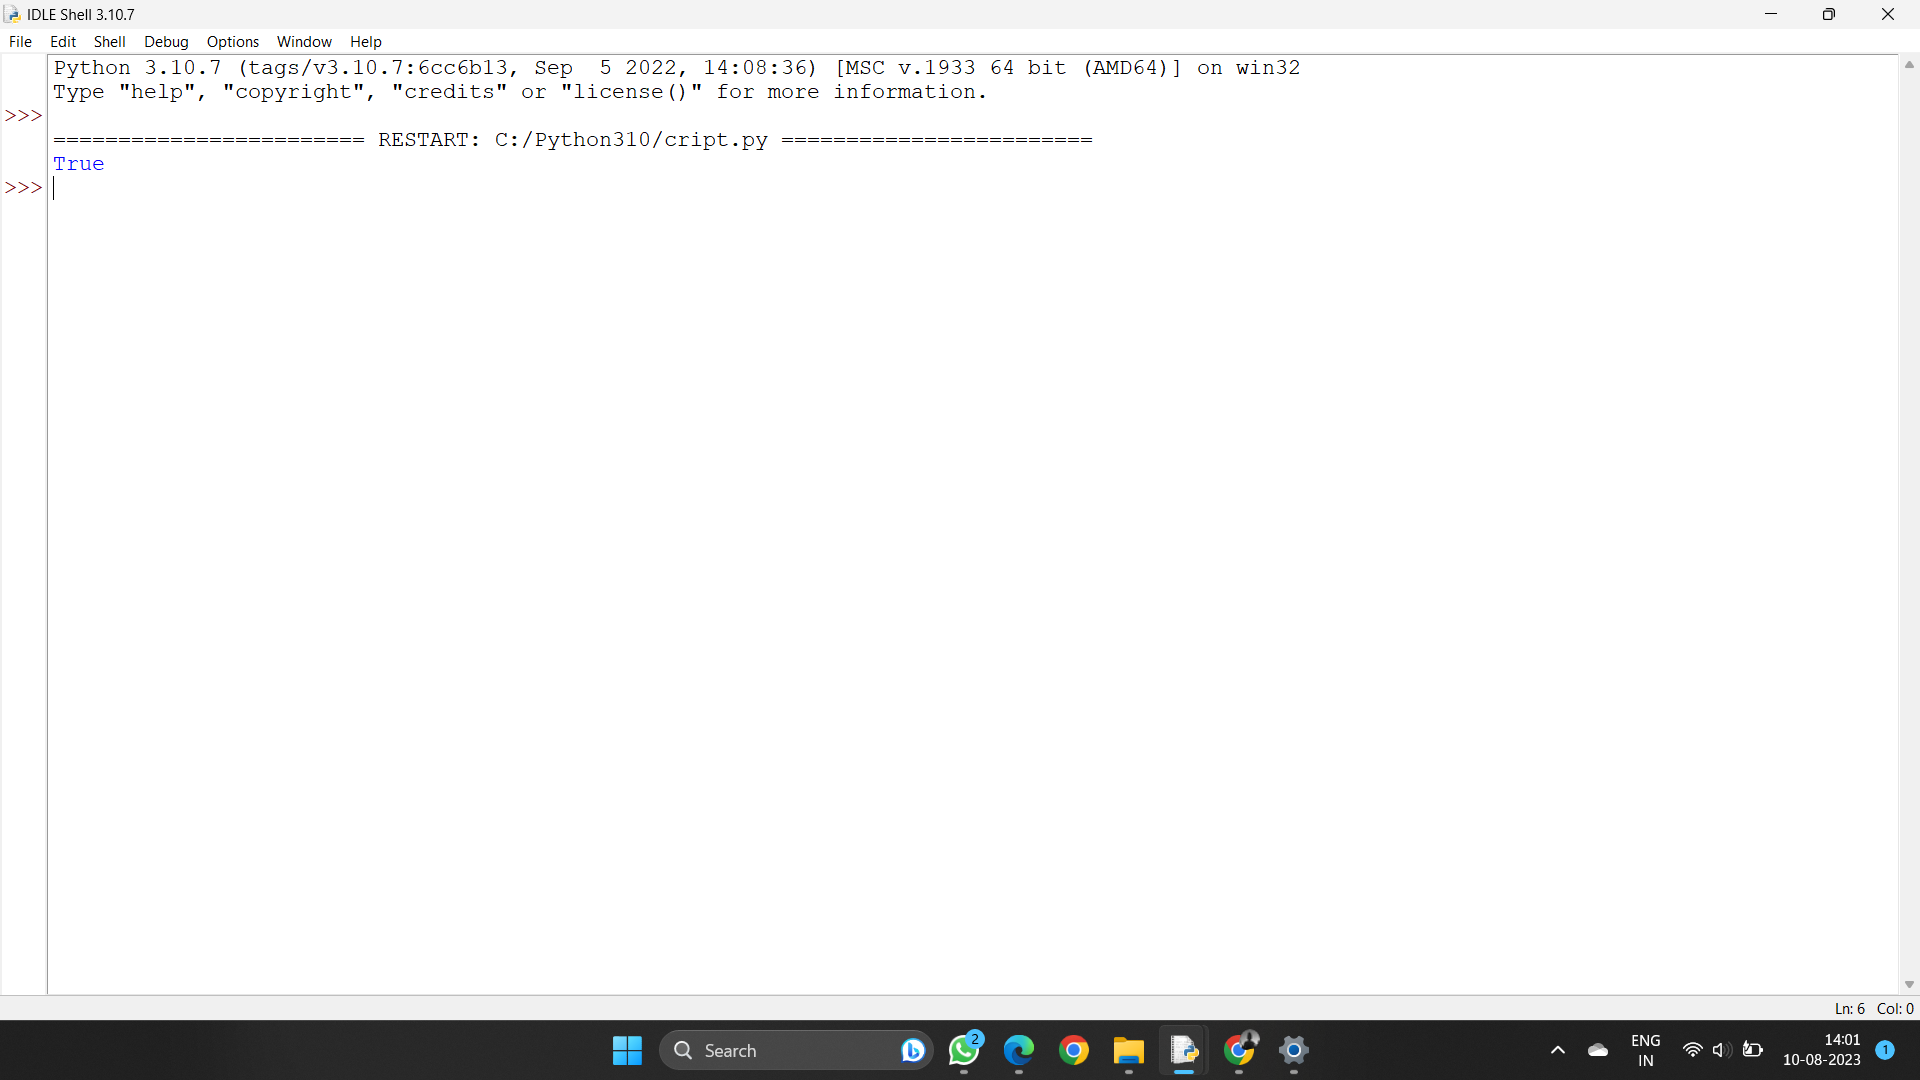 IDLE Shell 3.10.7
File Edit Shell Debug Options Window Help
Python 3.10.7 (tags/v3.10.7:6cc6b13, Sep  5 2022, 14:08:36) [MSC v.1933 64 bit (AMD64)] on win32
Type "help", "copyright", "credits" or "license()" for more information.
>>>
======================== RESTART: C:/Python310/cript.py ========================
True
>>>
Ln: 6 Col: 0
Search
2
ENG
IN
14:01
10-08-2023
1